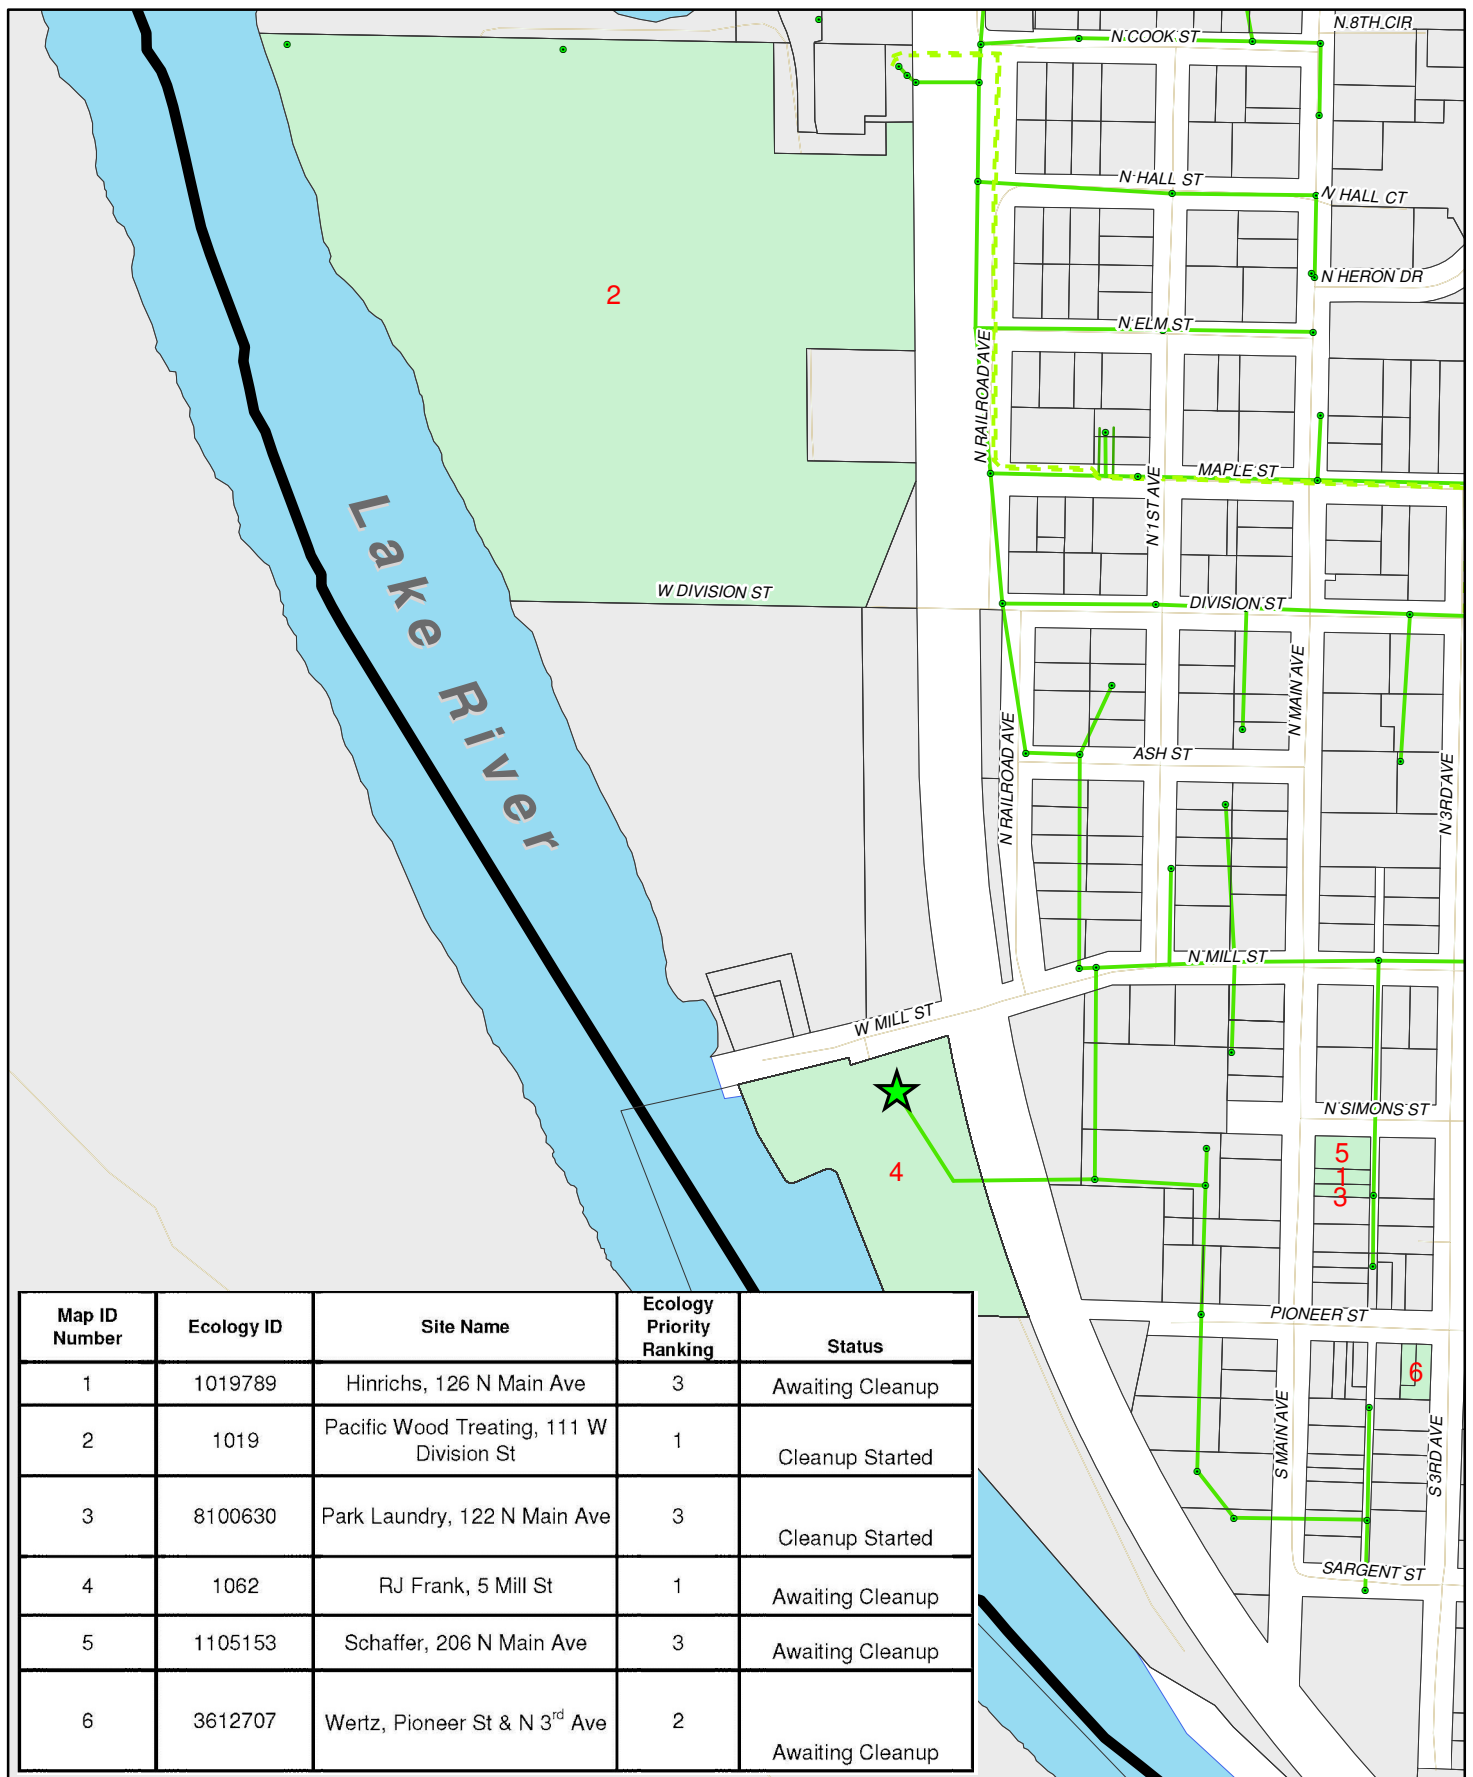 N 8TH CIR
N COOK ST
N HALL ST
N HALL CT
2
N HERON DR
N ELM ST
N RAILROAD AVE
MAPLE ST
N 1ST AVE
Lake River
W DIVISION ST
DIVISION ST
N MAIN AVE
N RAILROAD AVE
ASH ST
N 3RD AVE
N MILL ST
W MILL ST
N SIMONS ST
5
4
1
3
PIONEER ST
6
S MAIN AVE
S 3RD AVE
SARGENT ST
Map ID Number Ecology ID Site Name Ecology Priority Ranking Status
1 1019789 Hinrichs, 126 N Main Ave 3 Awaiting Cleanup
2 1019 Pacific Wood Treating, 111 W Division St 1 Cleanup Started
3 8100630 Park Laundry, 122 N Main Ave 3 Cleanup Started
4 1062 RJ Frank, 5 Mill St 1 Awaiting Cleanup
5 1105153 Schaffer, 206 N Main Ave 3 Awaiting Cleanup
6 3612707 Wertz, Pioneer St & N 3rd Ave 2 Awaiting Cleanup